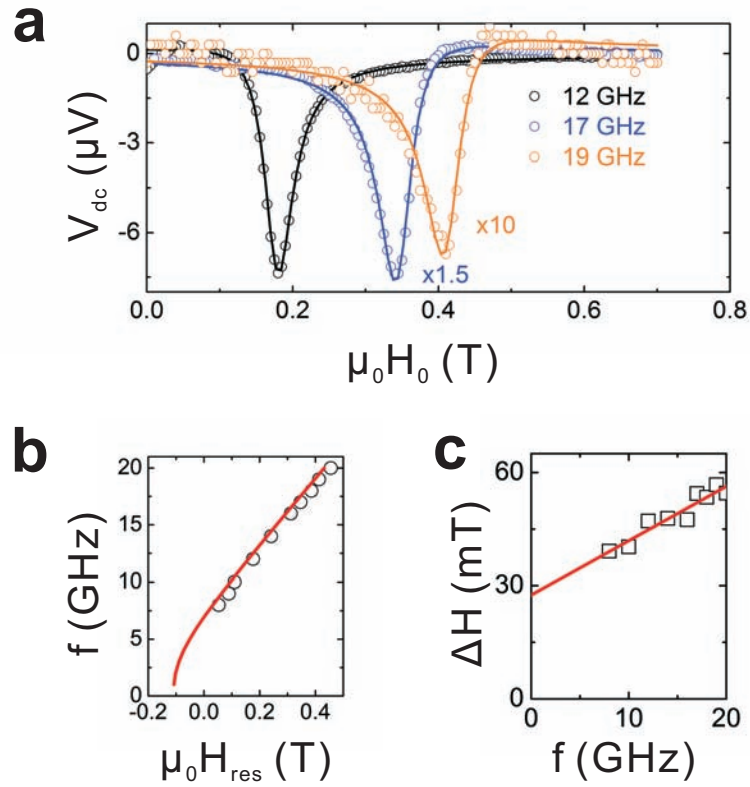 a
0
-3
-6
V_dc (μV)
12 GHz
17 GHz
19 GHz
x10
x1.5
0.0 0.2 0.4 0.6 0.8
μ₀H₀ (T)
b
20
15
10
5
0
f (GHz)
-0.2 0.0 0.2 0.4
μ₀H_res (T)
c
60
30
0
ΔH (mT)
0 10 20
f (GHz)